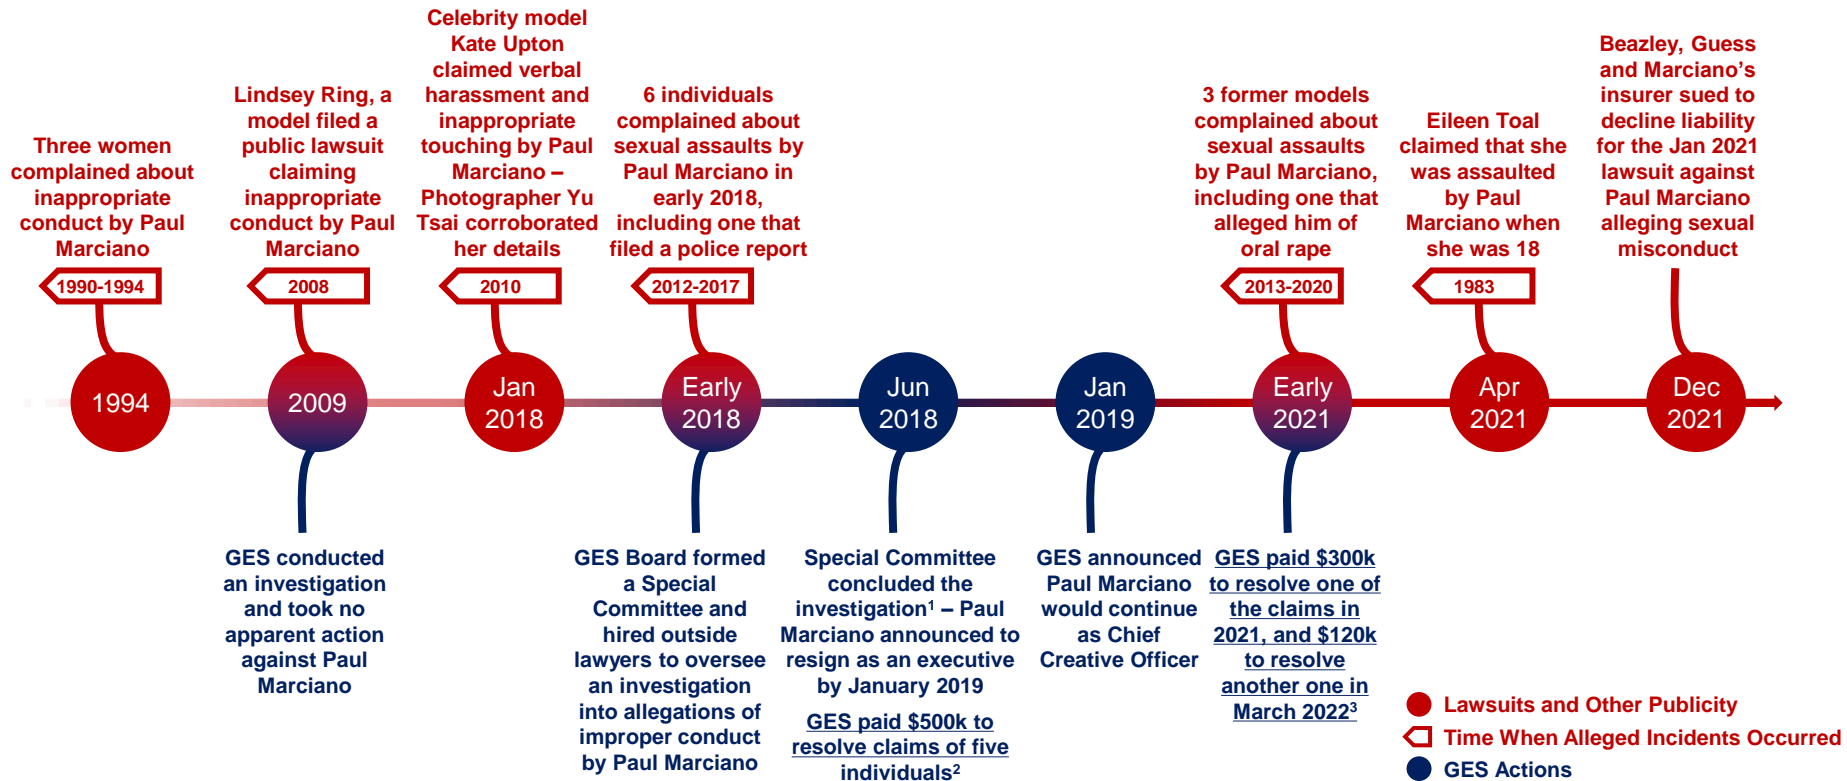 Three women
complained about
inappropriate
conduct by Paul
Marciano
1990-1994
1994
Lindsey Ring, a
model filed a
public lawsuit
claiming
inappropriate
conduct by Paul
Marciano
2008
2009
GES conducted
an investigation
and took no
apparent action
against Paul
Marciano
Celebrity model
Kate Upton
claimed verbal
harassment and
inappropriate
touching by Paul
Marciano –
Photographer Yu
Tsai corroborated
her details
2010
Jan
2018
6 individuals
complained about
sexual assaults by
Paul Marciano in
early 2018,
including one that
filed a police report
2012-2017
Early
2018
GES Board formed
a Special
Committee and
hired outside
lawyers to oversee
an investigation
into allegations of
improper conduct
by Paul Marciano
Jun
2018
Special Committee
concluded the
investigation¹ – Paul
Marciano announced to
resign as an executive
by January 2019
GES paid $500k to
resolve claims of five
individuals²
Jan
2019
GES announced
Paul Marciano
would continue
as Chief
Creative Officer
3 former models
complained about
sexual assaults
by Paul Marciano,
including one that
alleged him of
oral rape
2013-2020
Early
2021
GES paid $300k
to resolve one of
the claims in
2021, and $120k
to resolve
another one in
March 2022³
Eileen Toal
claimed that she
was assaulted
by Paul
Marciano when
she was 18
1983
Apr
2021
Beazley, Guess
and Marciano’s
insurer sued to
decline liability
for the Jan 2021
lawsuit against
Paul Marciano
alleging sexual
misconduct
Dec
2021
Lawsuits and Other Publicity
Time When Alleged Incidents Occurred
GES Actions